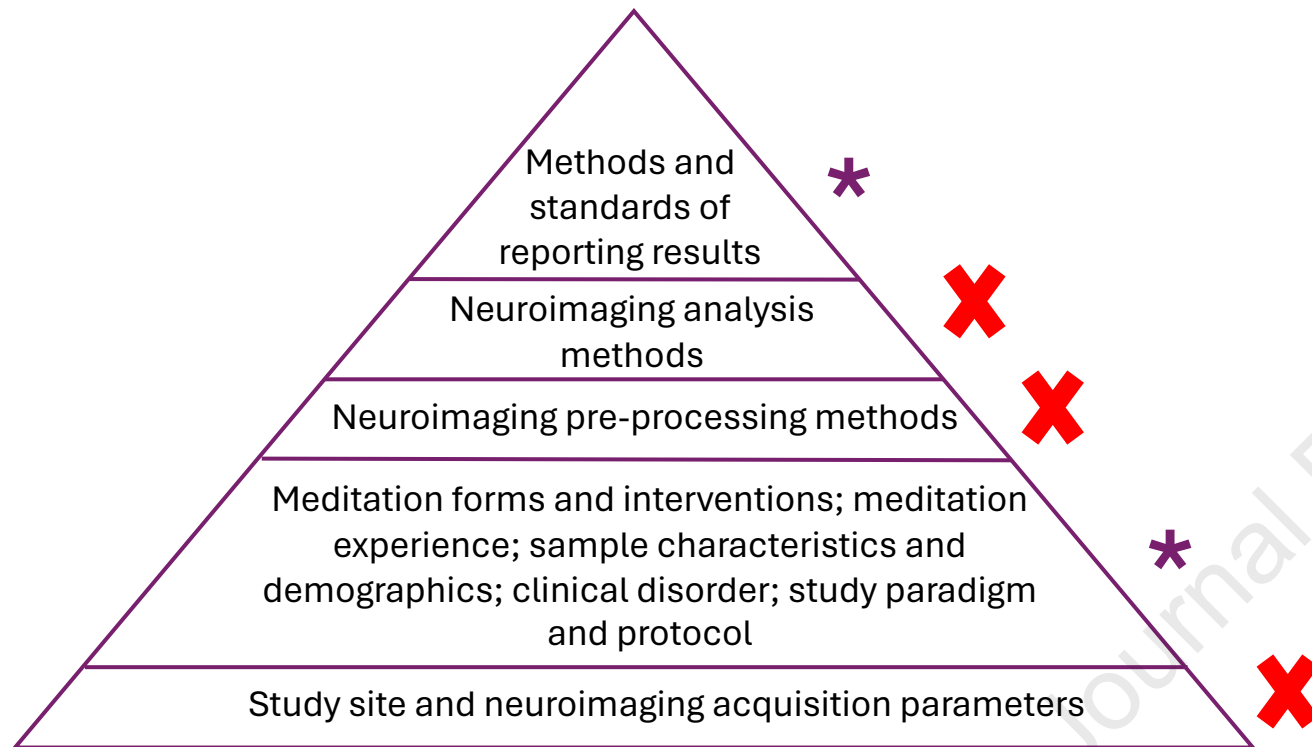 Methods and
standards of
reporting results
*
Neuroimaging analysis
methods
Neuroimaging pre-processing methods
Meditation forms and interventions; meditation
experience; sample characteristics and
demographics; clinical disorder; study paradigm
and protocol
*
Study site and neuroimaging acquisition parameters
Journal